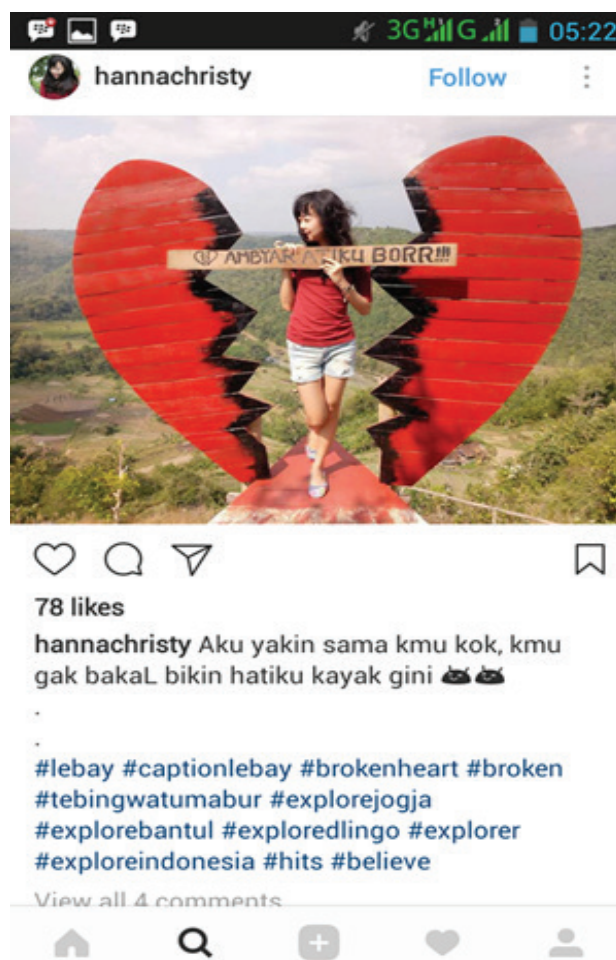 3G H G 05:22
hannachristy Follow
AMBYAR ATIKU BORR!!!
78 likes
hannachristy Aku yakin sama kmu kok, kmu
gak bakaL bikin hatiku kayak gini
.
.
#lebay #captionlebay #brokenheart #broken
#tebingwatumabur #explorejogja
#explorebantul #exploredlingo #explorer
#exploreindonesia #hits #believe
View all 4 comments